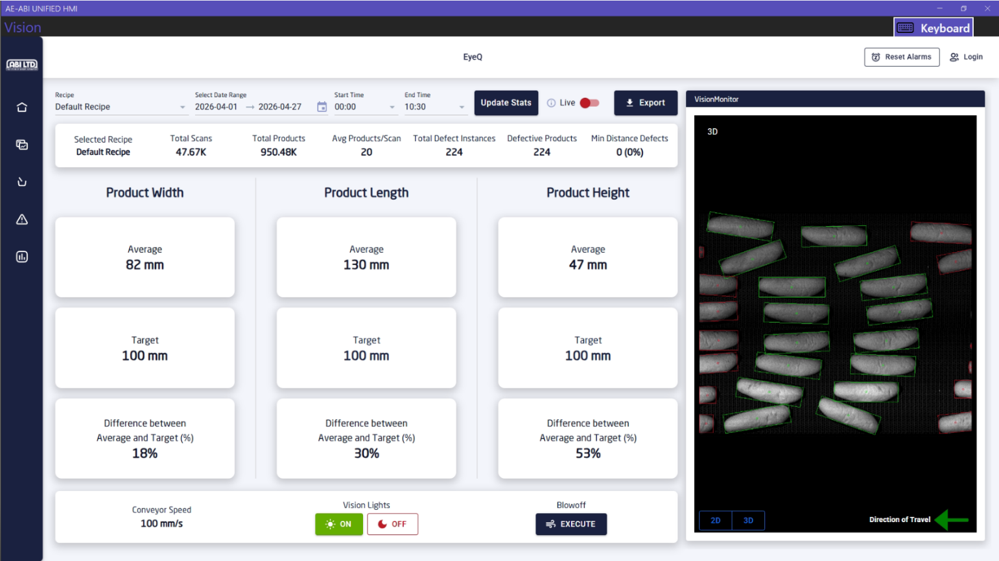 AE-ABI UNIFIED HMI
Vision
Keyboard
ABI LTD
EyeQ
Reset Alarms
Login
Recipe
Default Recipe
Select Date Range
2026-04-01 → 2026-04-27
Start Time
00:00
End Time
10:30
Update Stats
Live
Export
Selected Recipe
Default Recipe
Total Scans
47.67K
Total Products
950.48K
Avg Products/Scan
20
Total Defect Instances
224
Defective Products
224
Min Distance Defects
0 (0%)
Product Width
Average
82 mm
Target
100 mm
Difference between
Average and Target (%)
18%
Product Length
Average
130 mm
Target
100 mm
Difference between
Average and Target (%)
30%
Product Height
Average
47 mm
Target
100 mm
Difference between
Average and Target (%)
53%
Conveyor Speed
100 mm/s
Vision Lights
ON
OFF
Blowoff
EXECUTE
VisionMonitor
3D
2D
3D
Direction of Travel